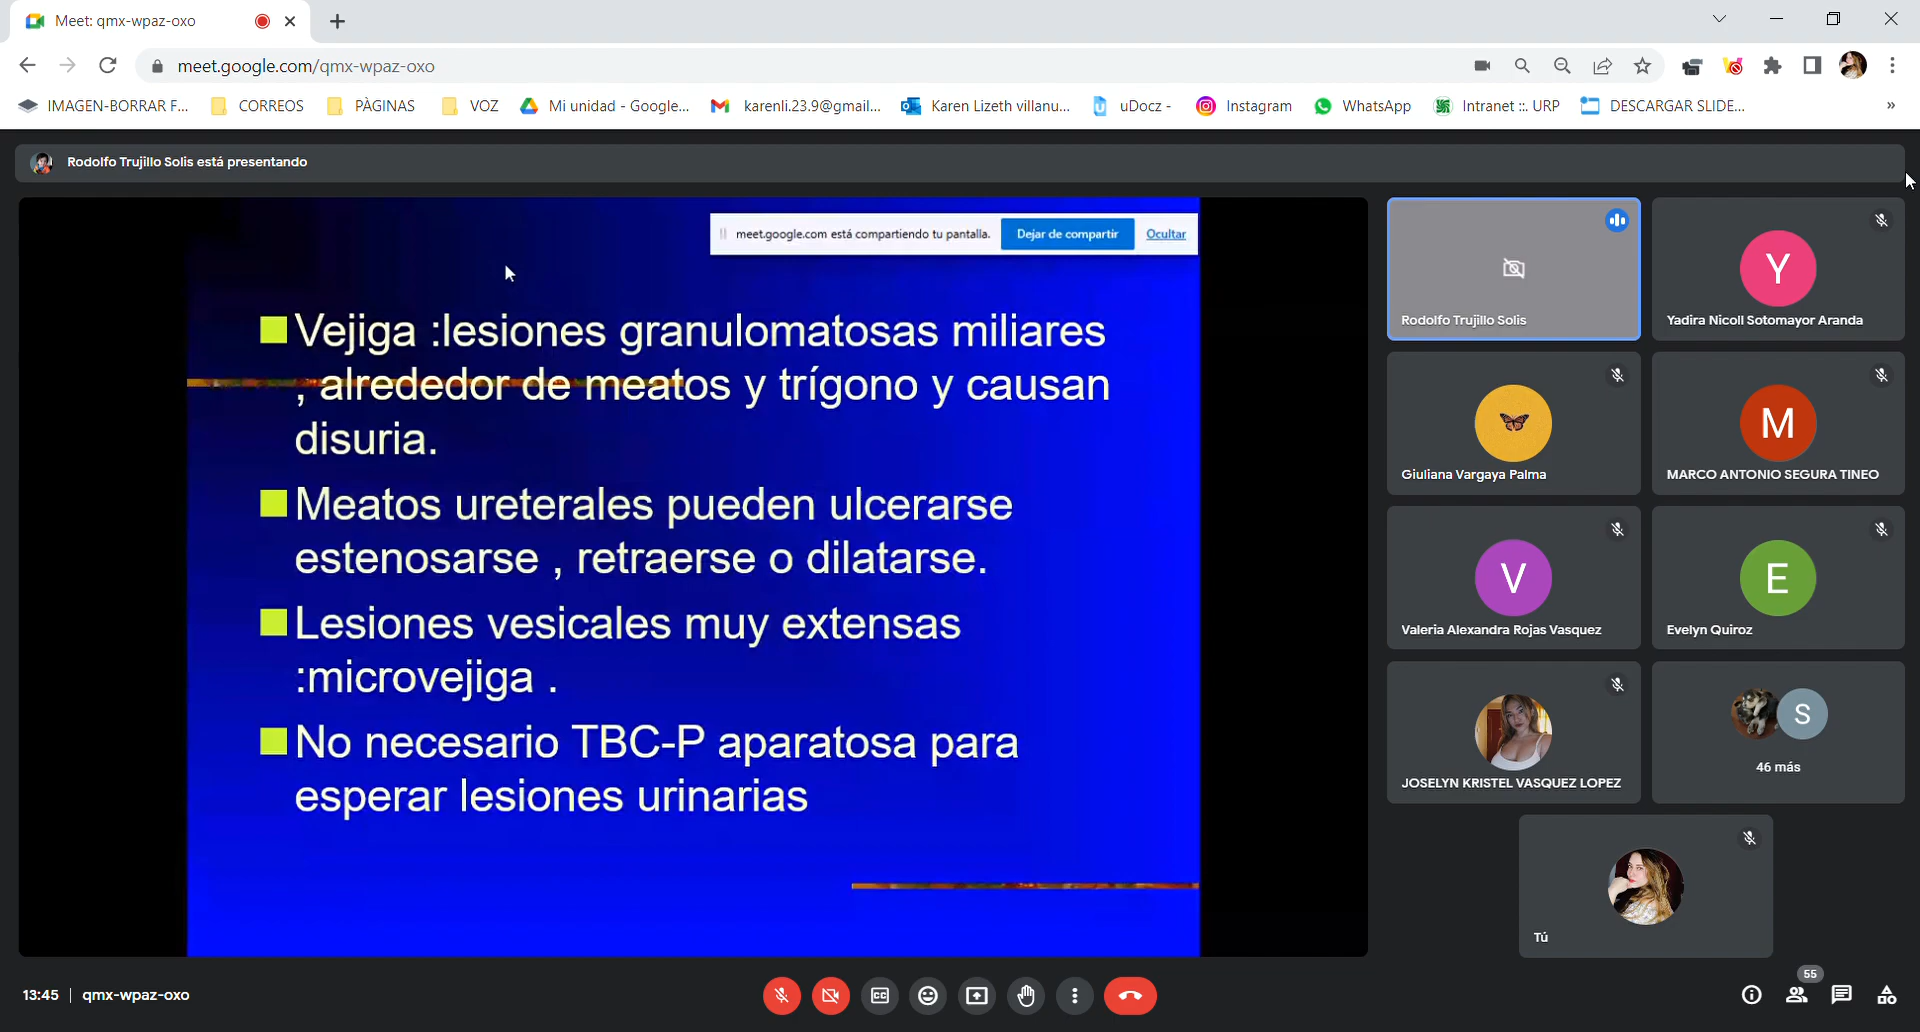 Meet: qmx-wpaz-oxo
meet.google.com/qmx-wpaz-oxo
IMAGEN-BORRAR F...
CORREOS
PÀGINAS
VOZ
Mi unidad - Google...
karenli.23.9@gmail...
Karen Lizeth villanu...
uDocz -
Instagram
WhatsApp
Intranet ::. URP
DESCARGAR SLIDE...
»
Rodolfo Trujillo Solis está presentando
meet.google.com está compartiendo tu pantalla.
Dejar de compartir
Ocultar
Vejiga :lesiones granulomatosas miliares
, alrededor de meatos y trígono y causan
disuria.
Meatos ureterales pueden ulcerarse
estenosarse , retraerse o dilatarse.
Lesiones vesicales muy extensas
:microvejiga .
No necesario TBC-P aparatosa para
esperar lesiones urinarias
Rodolfo Trujillo Solis
Y
Yadira Nicoll Sotomayor Aranda
Giuliana Vargaya Palma
M
MARCO ANTONIO SEGURA TINEO
V
Valeria Alexandra Rojas Vasquez
E
Evelyn Quiroz
JOSELYN KRISTEL VASQUEZ LOPEZ
S
46 más
Tú
13:45 | qmx-wpaz-oxo
CC
55